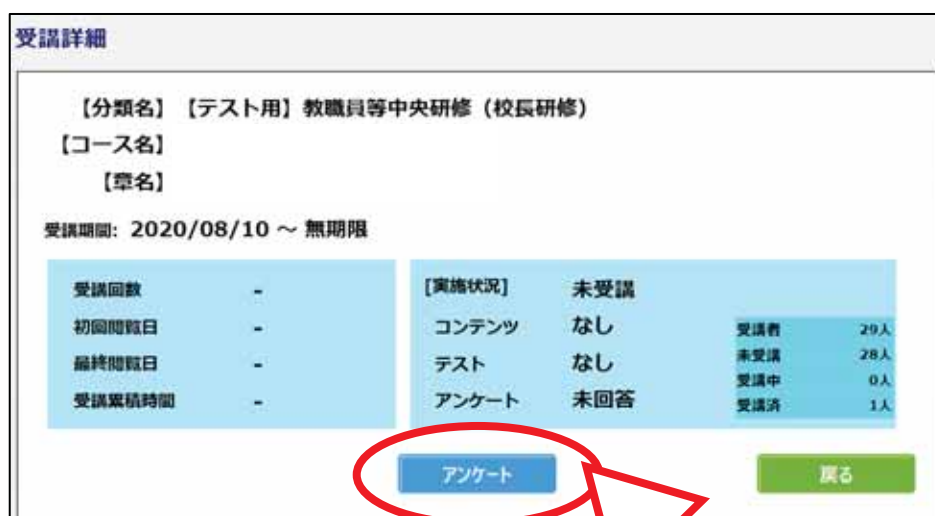 受講詳細
【分類名】【テスト用】教職員等中央研修（校長研修）
【コース名】
【章名】
受講期間: 2020/08/10 ～ 無期限
受講回数 -
初回閲覧日 -
最終閲覧日 -
受講累積時間 -
[実施状況] 未受講
コンテンツ なし
テスト なし
アンケート 未回答
受講者 29人
未受講 28人
受講中 0人
受講済 1人
アンケート
戻る